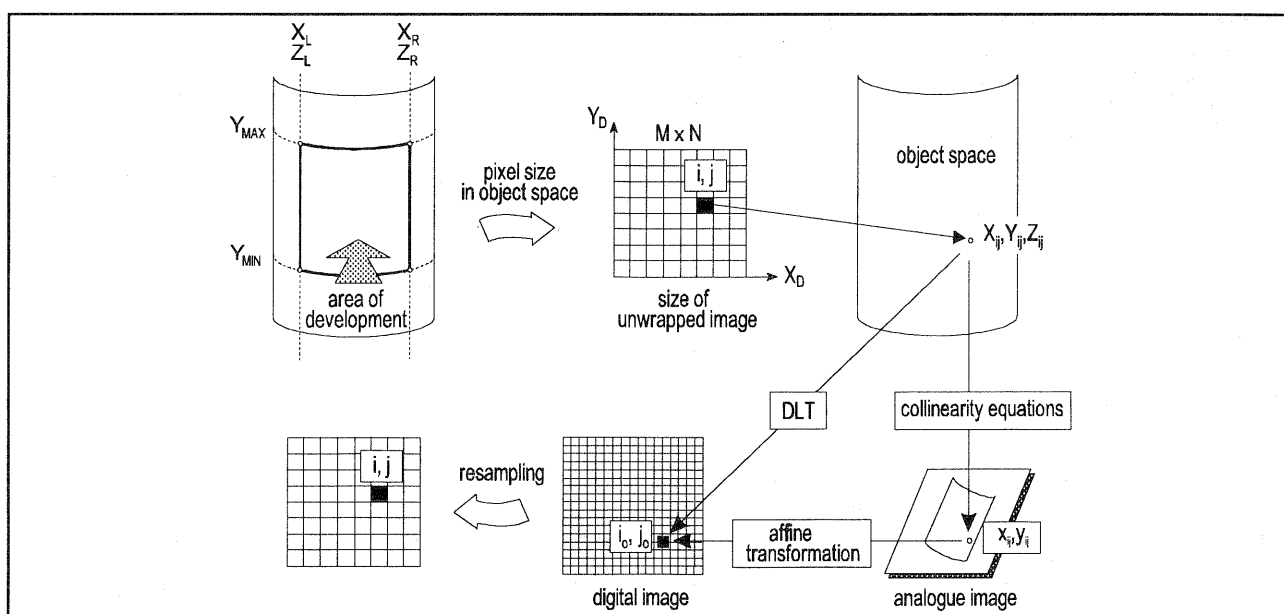 X_L X_R
Z_L Z_R
Y_MAX
Y_MIN
area of
development
pixel size
in object space
Y_D
M x N
i, j
X_D
size of
unwrapped image
object space
X_ij,Y_ij,Z_ij
DLT
collinearity equations
i, j
resampling
i_o, j_o
digital image
affine
transformation
x_ij,y_ij
analogue image